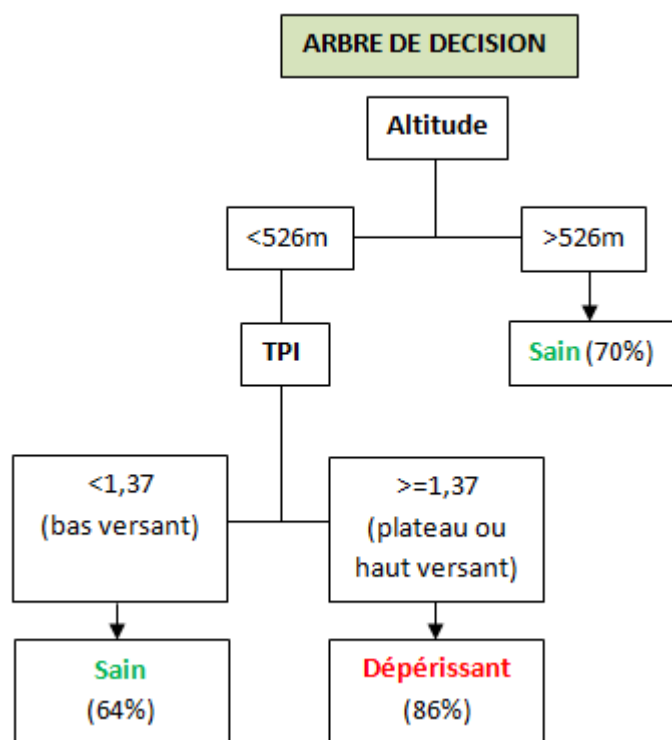 ARBRE DE DECISION
Altitude
<526m
>526m
TPI
Sain (70%)
<1,37
(bas versant)
>=1,37
(plateau ou
haut versant)
Sain
(64%)
Dépérissant
(86%)